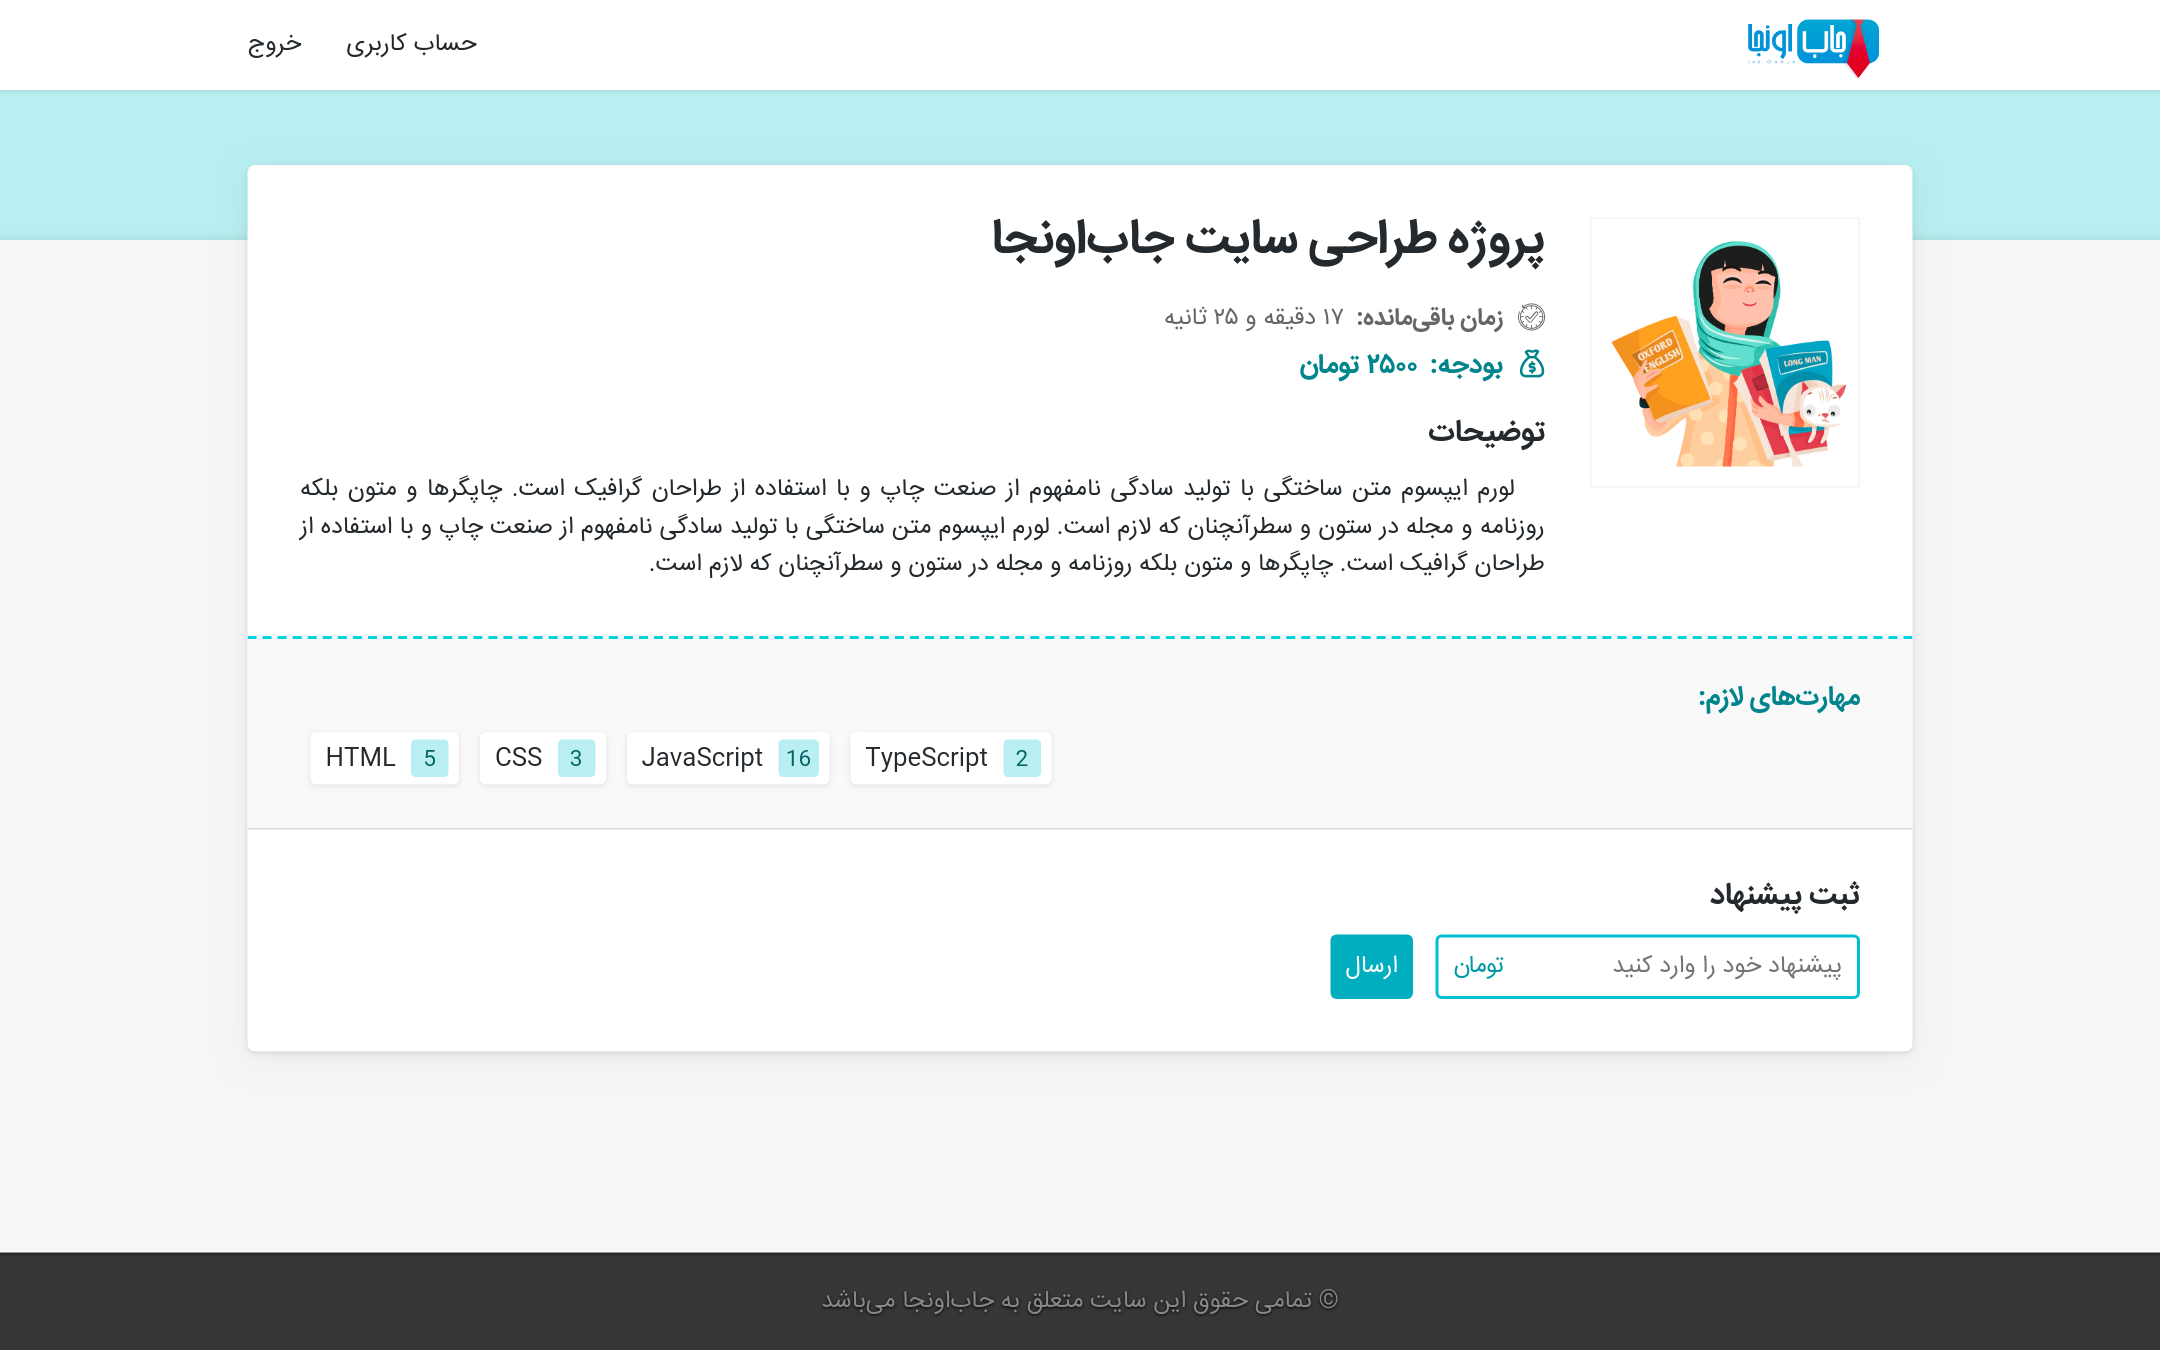 جاب اونجا
حساب کاربری
خروج
پروژه طراحی سایت جاب‌اونجا
زمان باقی‌مانده: ۱۷ دقیقه و ۲۵ ثانیه
بودجه: ۲۵۰۰ تومان
توضیحات
لورم ایپسوم متن ساختگی با تولید سادگی نامفهوم از صنعت چاپ و با استفاده از طراحان گرافیک است. چاپگرها و متون بلکه
روزنامه و مجله در ستون و سطرآنچنان که لازم است. لورم ایپسوم متن ساختگی با تولید سادگی نامفهوم از صنعت چاپ و با استفاده از
طراحان گرافیک است. چاپگرها و متون بلکه روزنامه و مجله در ستون و سطرآنچنان که لازم است.
OXFORD
ENGLISH
LONG MAN
مهارت‌های لازم:
HTML 5
CSS 3
JavaScript 16
TypeScript 2
ثبت پیشنهاد
پیشنهاد خود را وارد کنید
تومان
ارسال
© تمامی حقوق این سایت متعلق به جاب‌اونجا می‌باشد